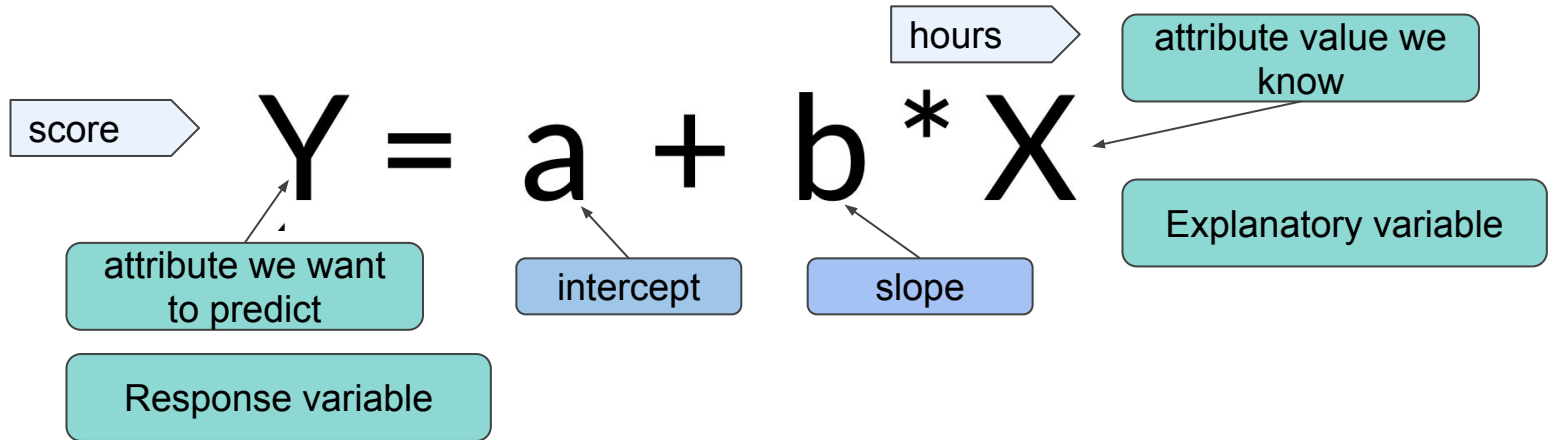 hours
attribute value we
know
score
Y = a + b * X
Explanatory variable
attribute we want
to predict
intercept
slope
Response variable